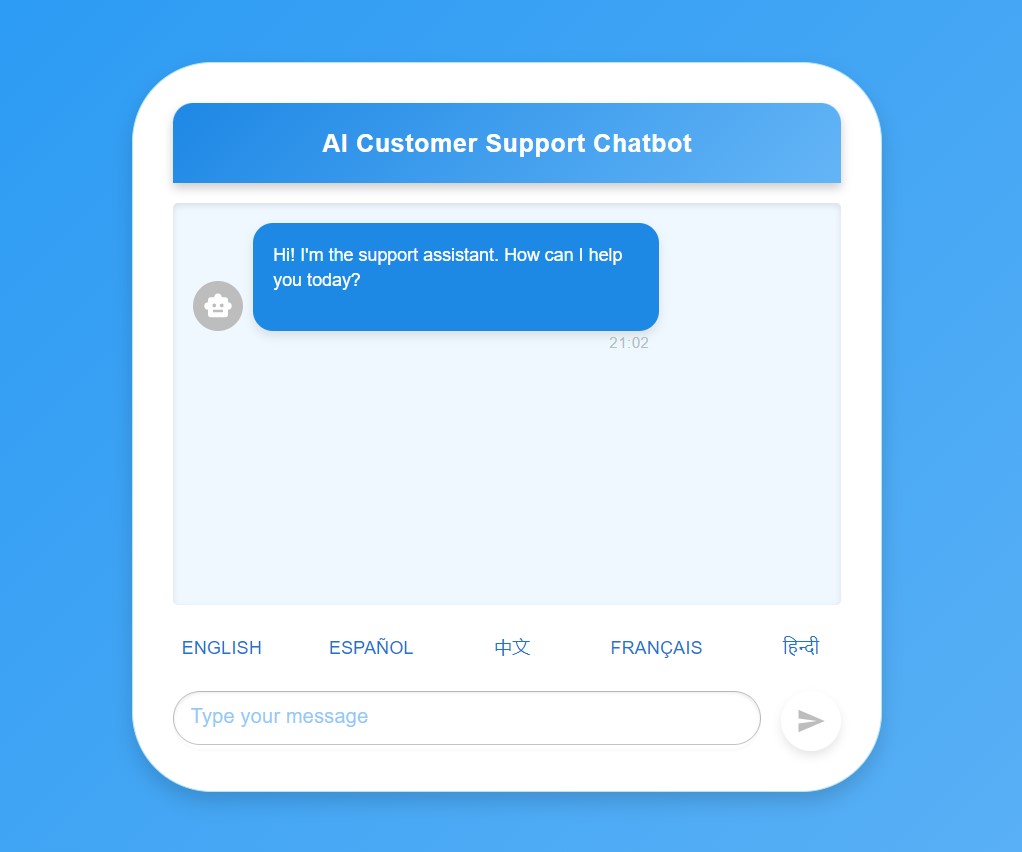 AI Customer Support Chatbot
Hi! I'm the support assistant. How can I help
you today?
21:02
ENGLISH ESPAÑOL 中文 FRANÇAIS हिन्दी
Type your message